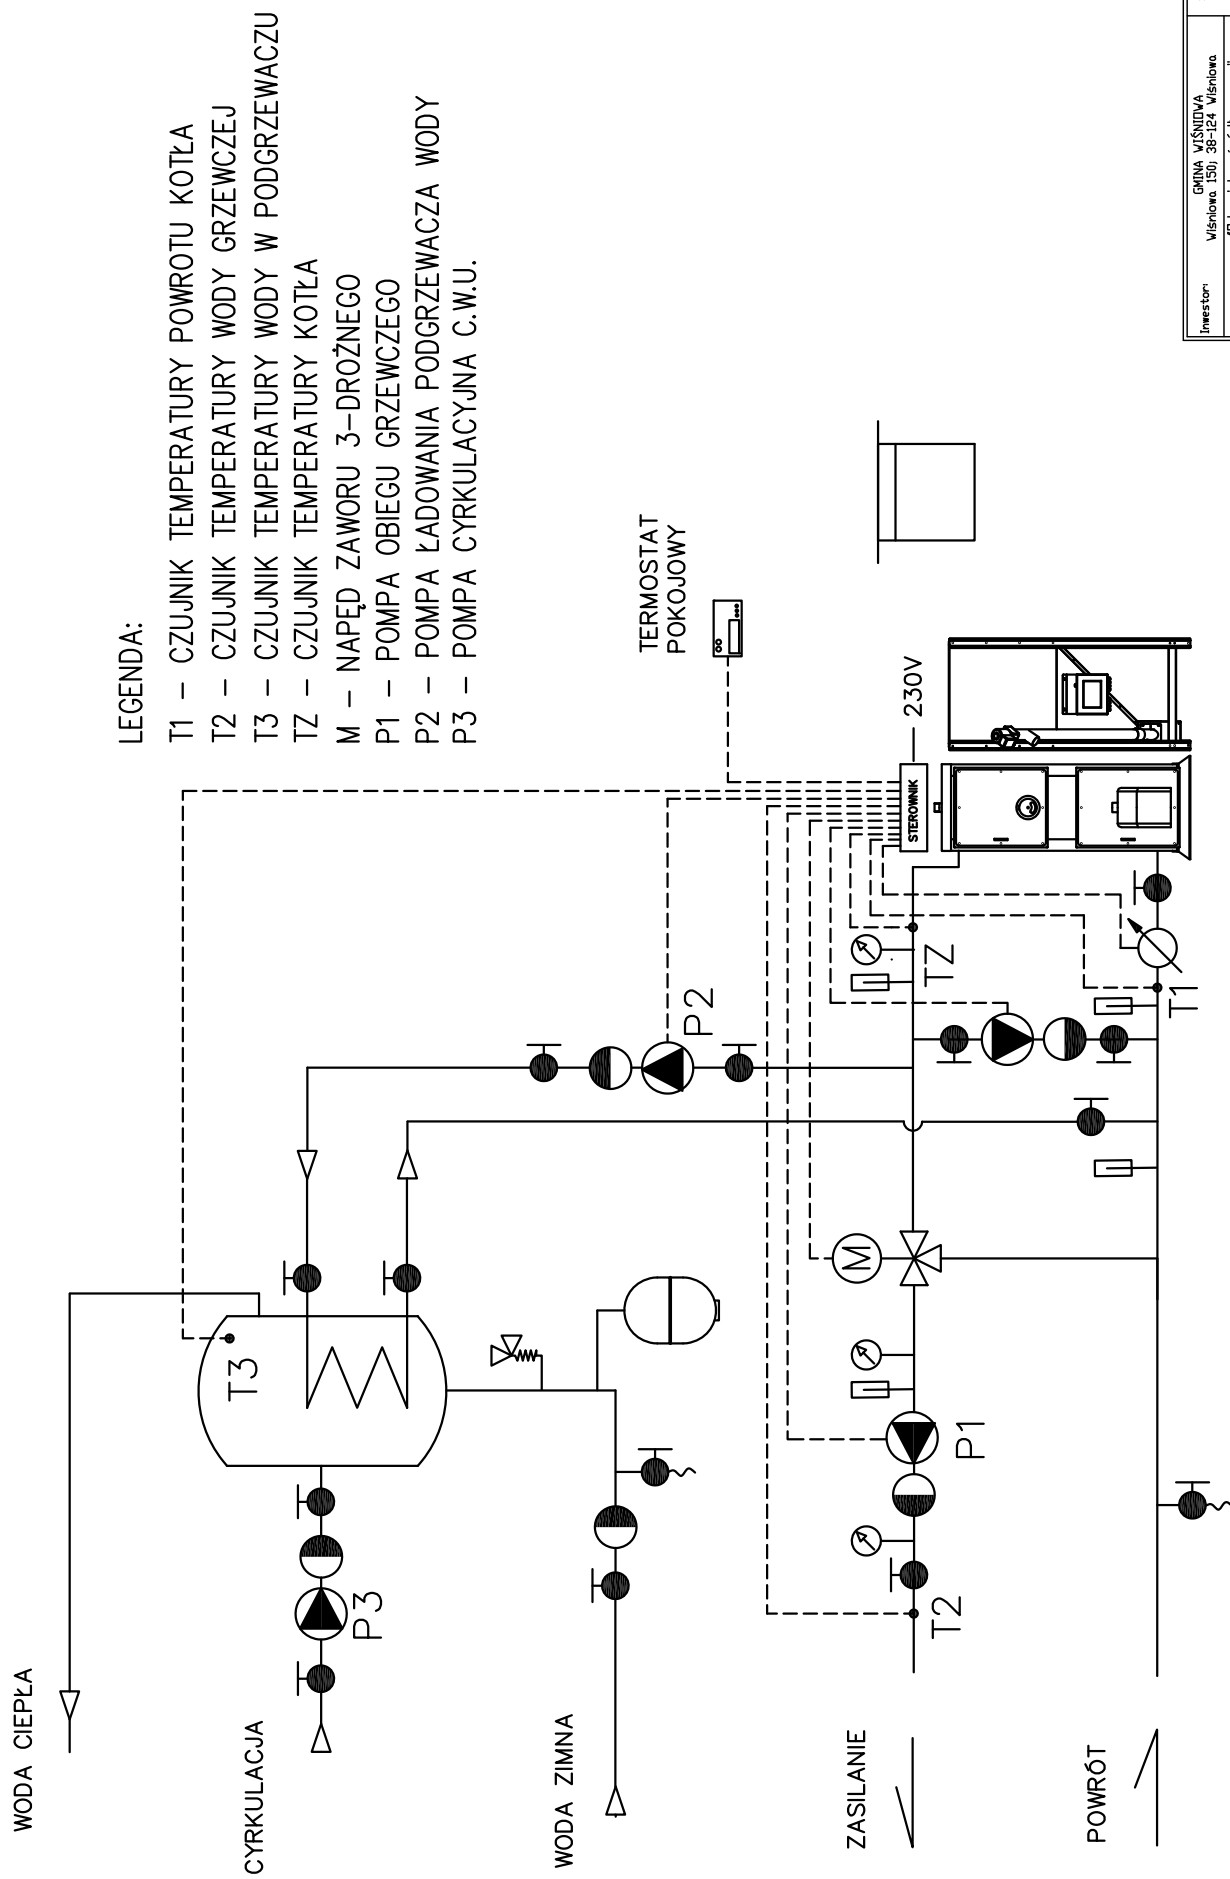 LEGENDA:
T1 – CZUJNIK TEMPERATURY POWROTU KOTŁA
T2 – CZUJNIK TEMPERATURY WODY GRZEWCZEJ
T3 – CZUJNIK TEMPERATURY WODY W PODGRZEWACZU
TZ – CZUJNIK TEMPERATURY KOTŁA
M – NAPĘD ZAWORU 3–DROŻNEGO
P1 – POMPA OBIEGU GRZEWCZEGO
P2 – POMPA ŁADOWANIA PODGRZEWACZA WODY
P3 – POMPA CYRKULACYJNA C.W.U.
WODA CIEPŁA
CYRKULACJA
WODA ZIMNA
ZASILANIE
POWRÓT
T3
P3
P2
M
P1
T2
TZ
T1
TERMOSTAT
POKOJOWY
STEROWNIK
230V
Inwestor:
GMINA WIŚNIOWA
Wiśniowa 150; 38-124 Wiśniowa